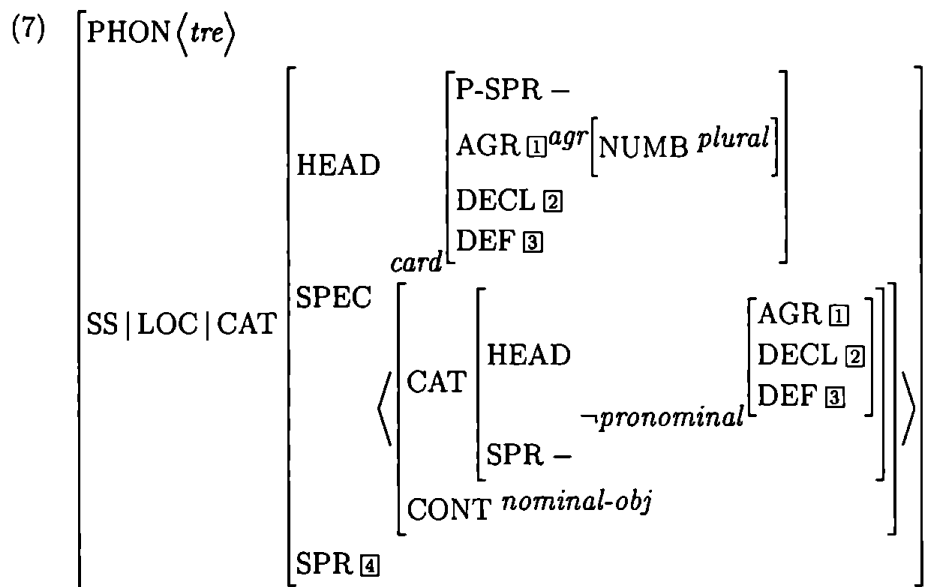 (7) PHON ⟨tre⟩
P-SPR –
HEAD AGR 1 agr[NUMB plural]
DECL 2
DEF 3
card
SPEC
SS | LOC | CAT AGR 1
HEAD DECL 2
CAT DEF 3
¬pronominal
SPR –
CONT nominal-obj
SPR 4